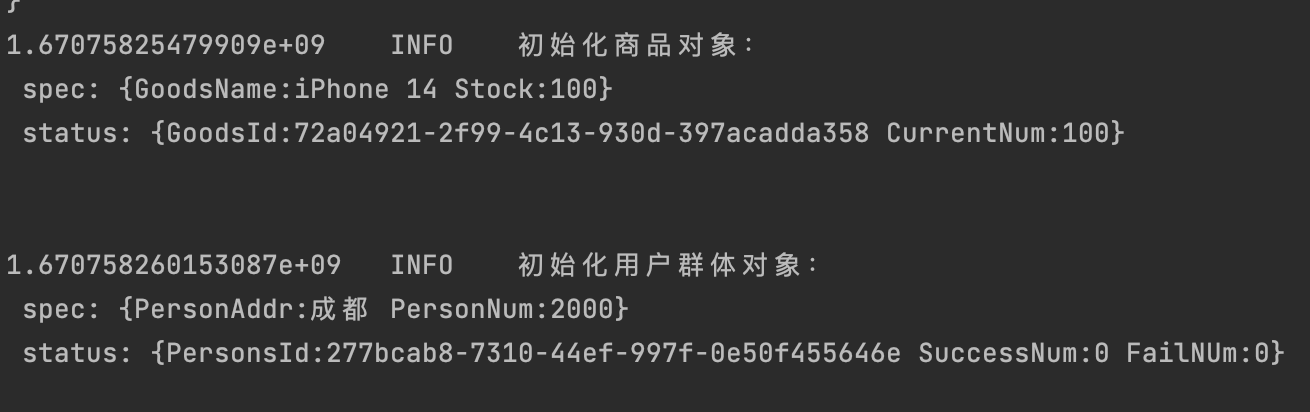 }
1.67075825479909e+09    INFO    初始化商品对象：
 spec: {GoodsName:iPhone 14 Stock:100}
 status: {GoodsId:72a04921-2f99-4c13-930d-397acadda358 CurrentNum:100}
1.670758260153087e+09   INFO    初始化用户群体对象：
 spec: {PersonAddr:成都 PersonNum:2000}
 status: {PersonsId:277bcab8-7310-44ef-997f-0e50f455646e SuccessNum:0 FailNUm:0}